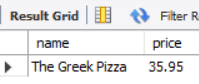 Result Grid Filter R
name price
The Greek Pizza 35.95